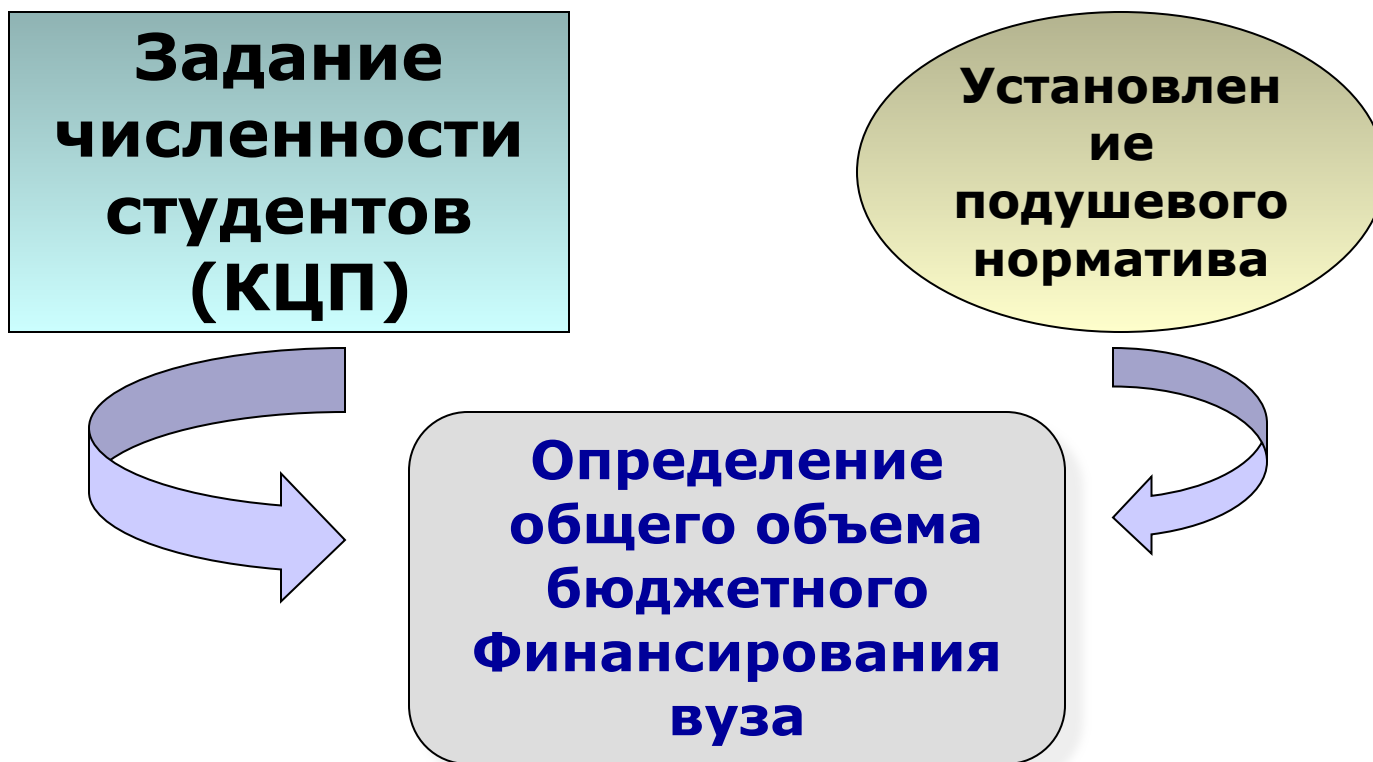 Задание
численности
студентов
(КЦП)
Установлен
ие
подушевого
норматива
Определение
общего объема
бюджетного
Финансирования
вуза